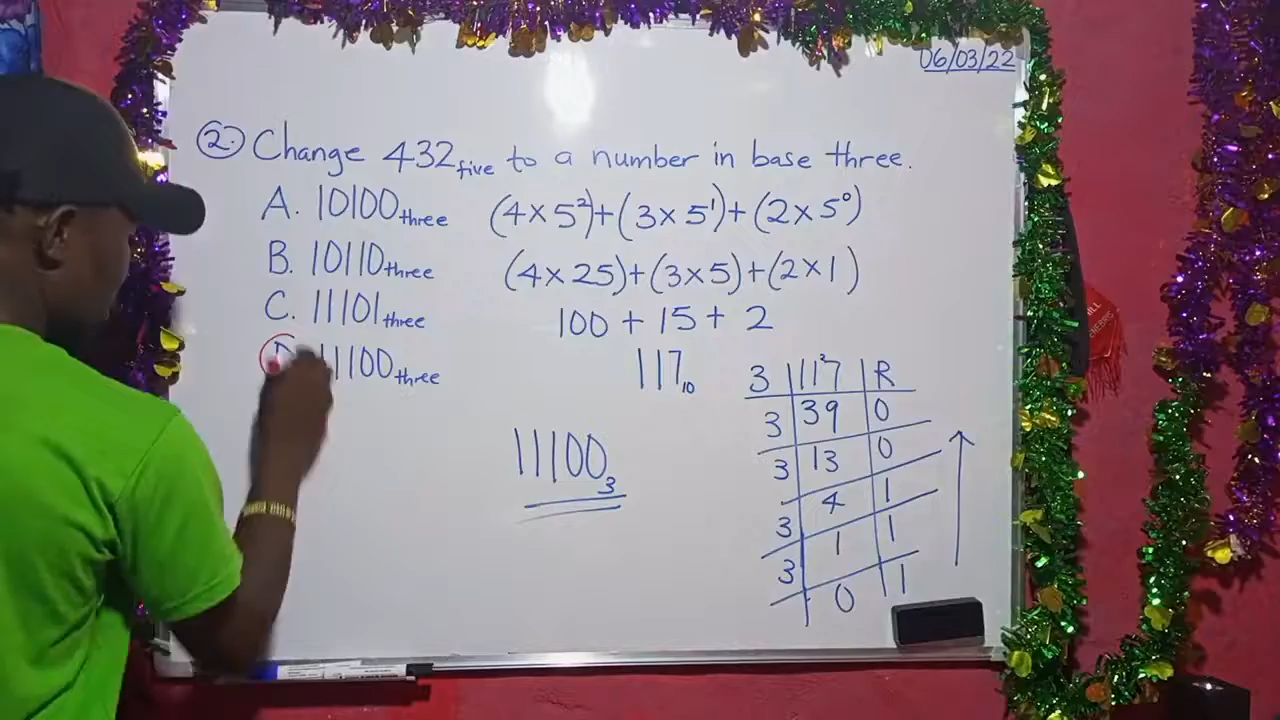 06/03/22
2. Change 432five to a number in base three.
A. 10100three
B. 10110three
C. 11101three
11100three
(4 × 5²) + (3 × 5¹) + (2 × 5⁰)
(4 × 25) + (3 × 5) + (2 × 1)
100 + 15 + 2
117₁₀
11100₃
3 11²7 R
3 39 0
3 13 0
3 4 1
3 1 1
0 1